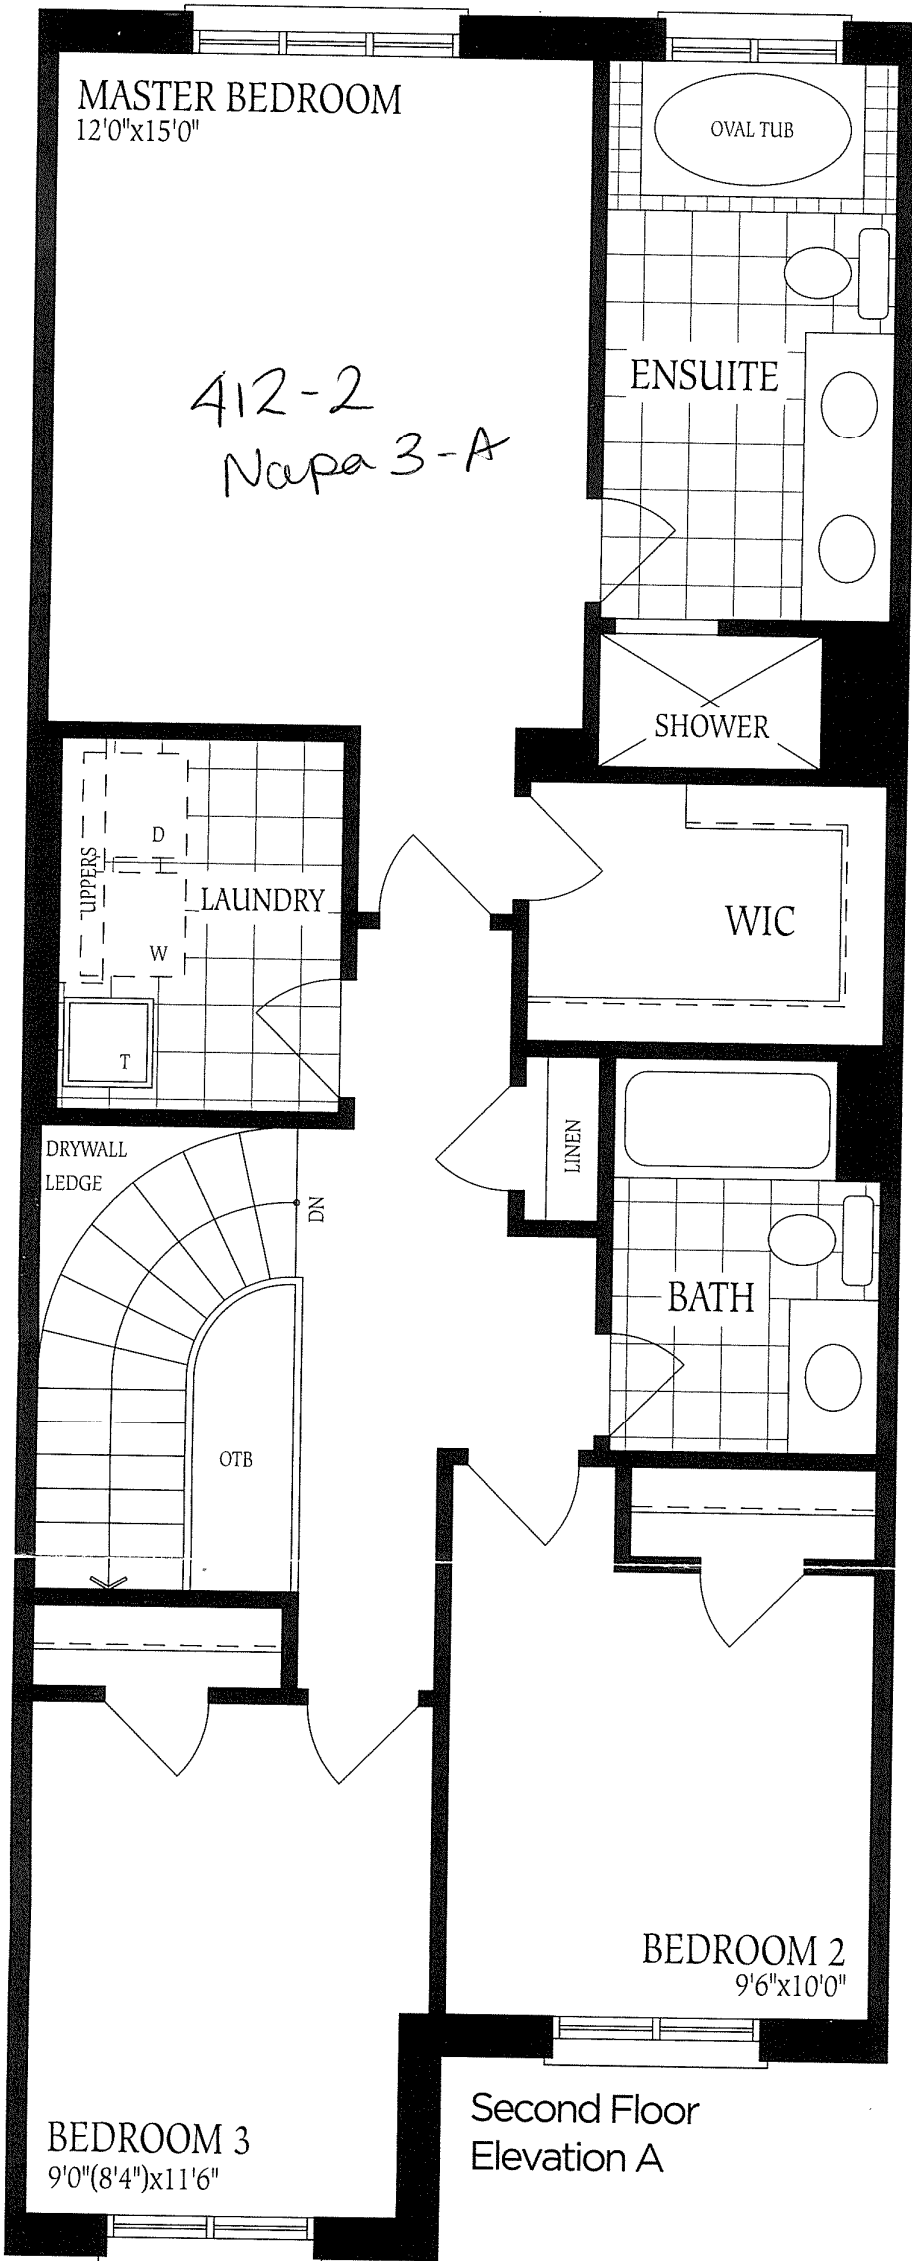 MASTER BEDROOM
12'0"x15'0"
OVAL TUB
412-2
Napa 3-A
ENSUITE
SHOWER
UPPERS
D
LAUNDRY
W
T
WIC
LINEN
DRYWALL
LEDGE
DN
BATH
OTB
BEDROOM 2
9'6"x10'0"
BEDROOM 3
9'0"(8'4")x11'6"
Second Floor
Elevation A